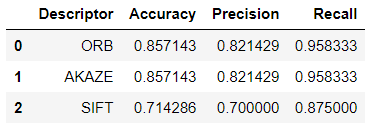 Descriptor Accuracy Precision Recall
0 ORB 0.857143 0.821429 0.958333
1 AKAZE 0.857143 0.821429 0.958333
2 SIFT 0.714286 0.700000 0.875000